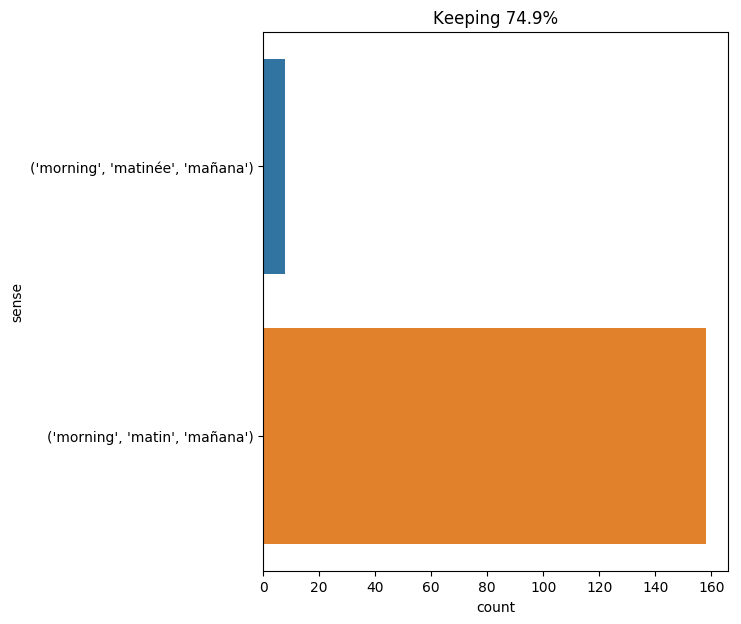 Keeping 74.9%
('morning', 'matinée', 'mañana')
('morning', 'matin', 'mañana')
sense
0 20 40 60 80 100 120 140 160
count